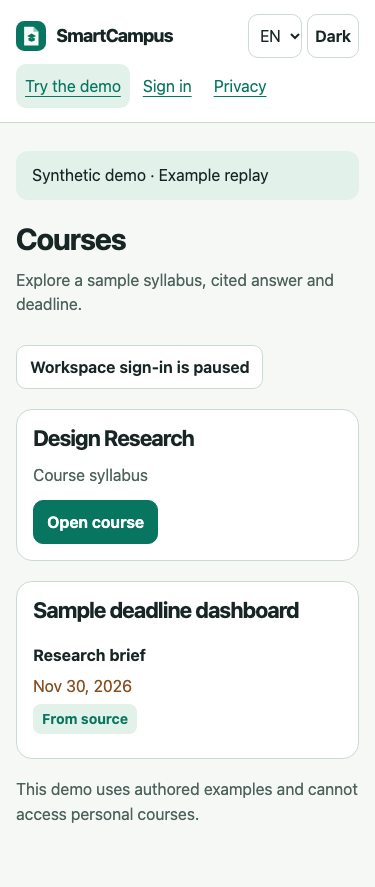 SmartCampus
EN
Dark
Try the demo
Sign in
Privacy
Synthetic demo · Example replay
Courses
Explore a sample syllabus, cited answer and
deadline.
Workspace sign-in is paused
Design Research
Course syllabus
Open course
Sample deadline dashboard
Research brief
Nov 30, 2026
From source
This demo uses authored examples and cannot
access personal courses.